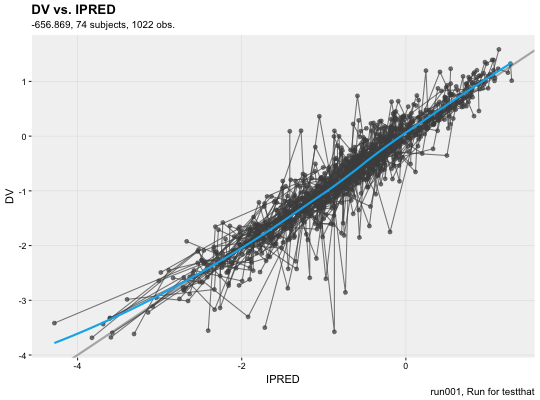 DV vs. IPRED
-656.869, 74 subjects, 1022 obs.
1
0
-1
-2
-3
-4
DV
-4
-2
0
IPRED
run001, Run for testthat